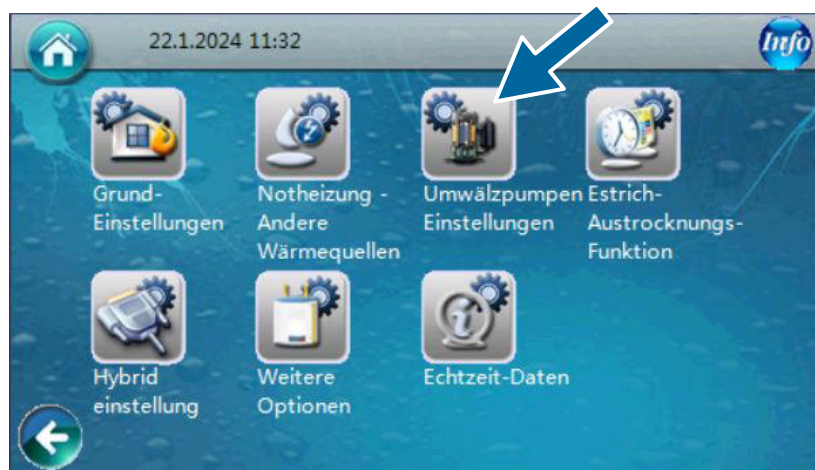 22.1.2024 11:32
Info
Grund-
Einstellungen
Notheizung -
Andere
Wärmequellen
Umwälzpumpen
Einstellungen
Estrich-
Austrocknungs-
Funktion
Hybrid
einstellung
Weitere
Optionen
Echtzeit-Daten